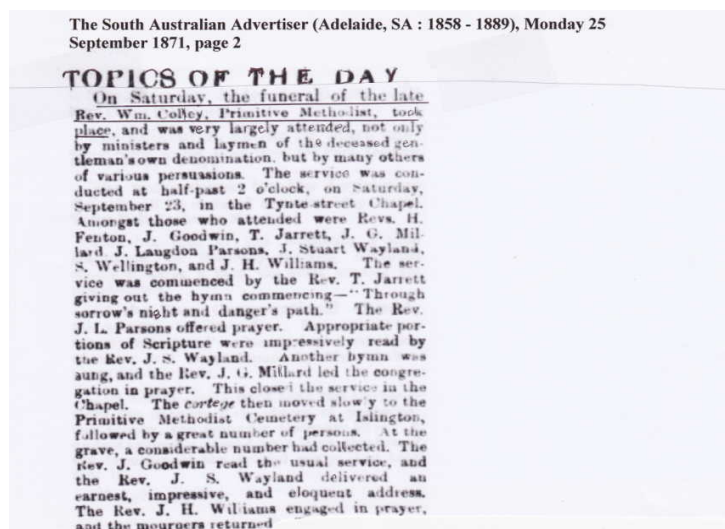 The South Australian Advertiser (Adelaide, SA : 1858 - 1889), Monday 25
September 1871, page 2
TOPICS OF THE DAY
On Saturday, the funeral of the late
Rev. Wm. Colley, Primitive Methodist, took
place, and was very largely attended, not only
by ministers and laymen of the deceased gen-
tleman's own denomination, but by many others
of various persuasions. The service was con-
ducted at half-past 2 o'clock, on Saturday,
September 23, in the Tynte-street Chapel.
Amongst those who attended were Revs. H.
Fenton, J. Goodwin, T. Jarrett, J. G. Mil-
lard J. Langdon Parsons, J. Stuart Wayland,
S. Wellington, and J. H. Williams. The ser-
vice was commenced by the Rev. T. Jarrett
giving out the hymn commencing—"Through
sorrow's night and danger's path." The Rev.
J. L. Parsons offered prayer. Appropriate por-
tions of Scripture were impressively read by
the Rev. J. S. Wayland. Another hymn was
sung, and the Rev. J. G. Millard led the congre-
gation in prayer. This closed the service in the
Chapel. The cortege then moved slow'y to the
Primitive Methodist Cemetery at Islington,
followed by a great number of persons. At the
grave, a considerable number had collected. The
Rev. J. Goodwin read the usual service, and
the Rev. J. S. Wayland delivered an
earnest, impressive, and eloquent address.
The Rev. J. H. Williams engaged in prayer,
and the mourners returned